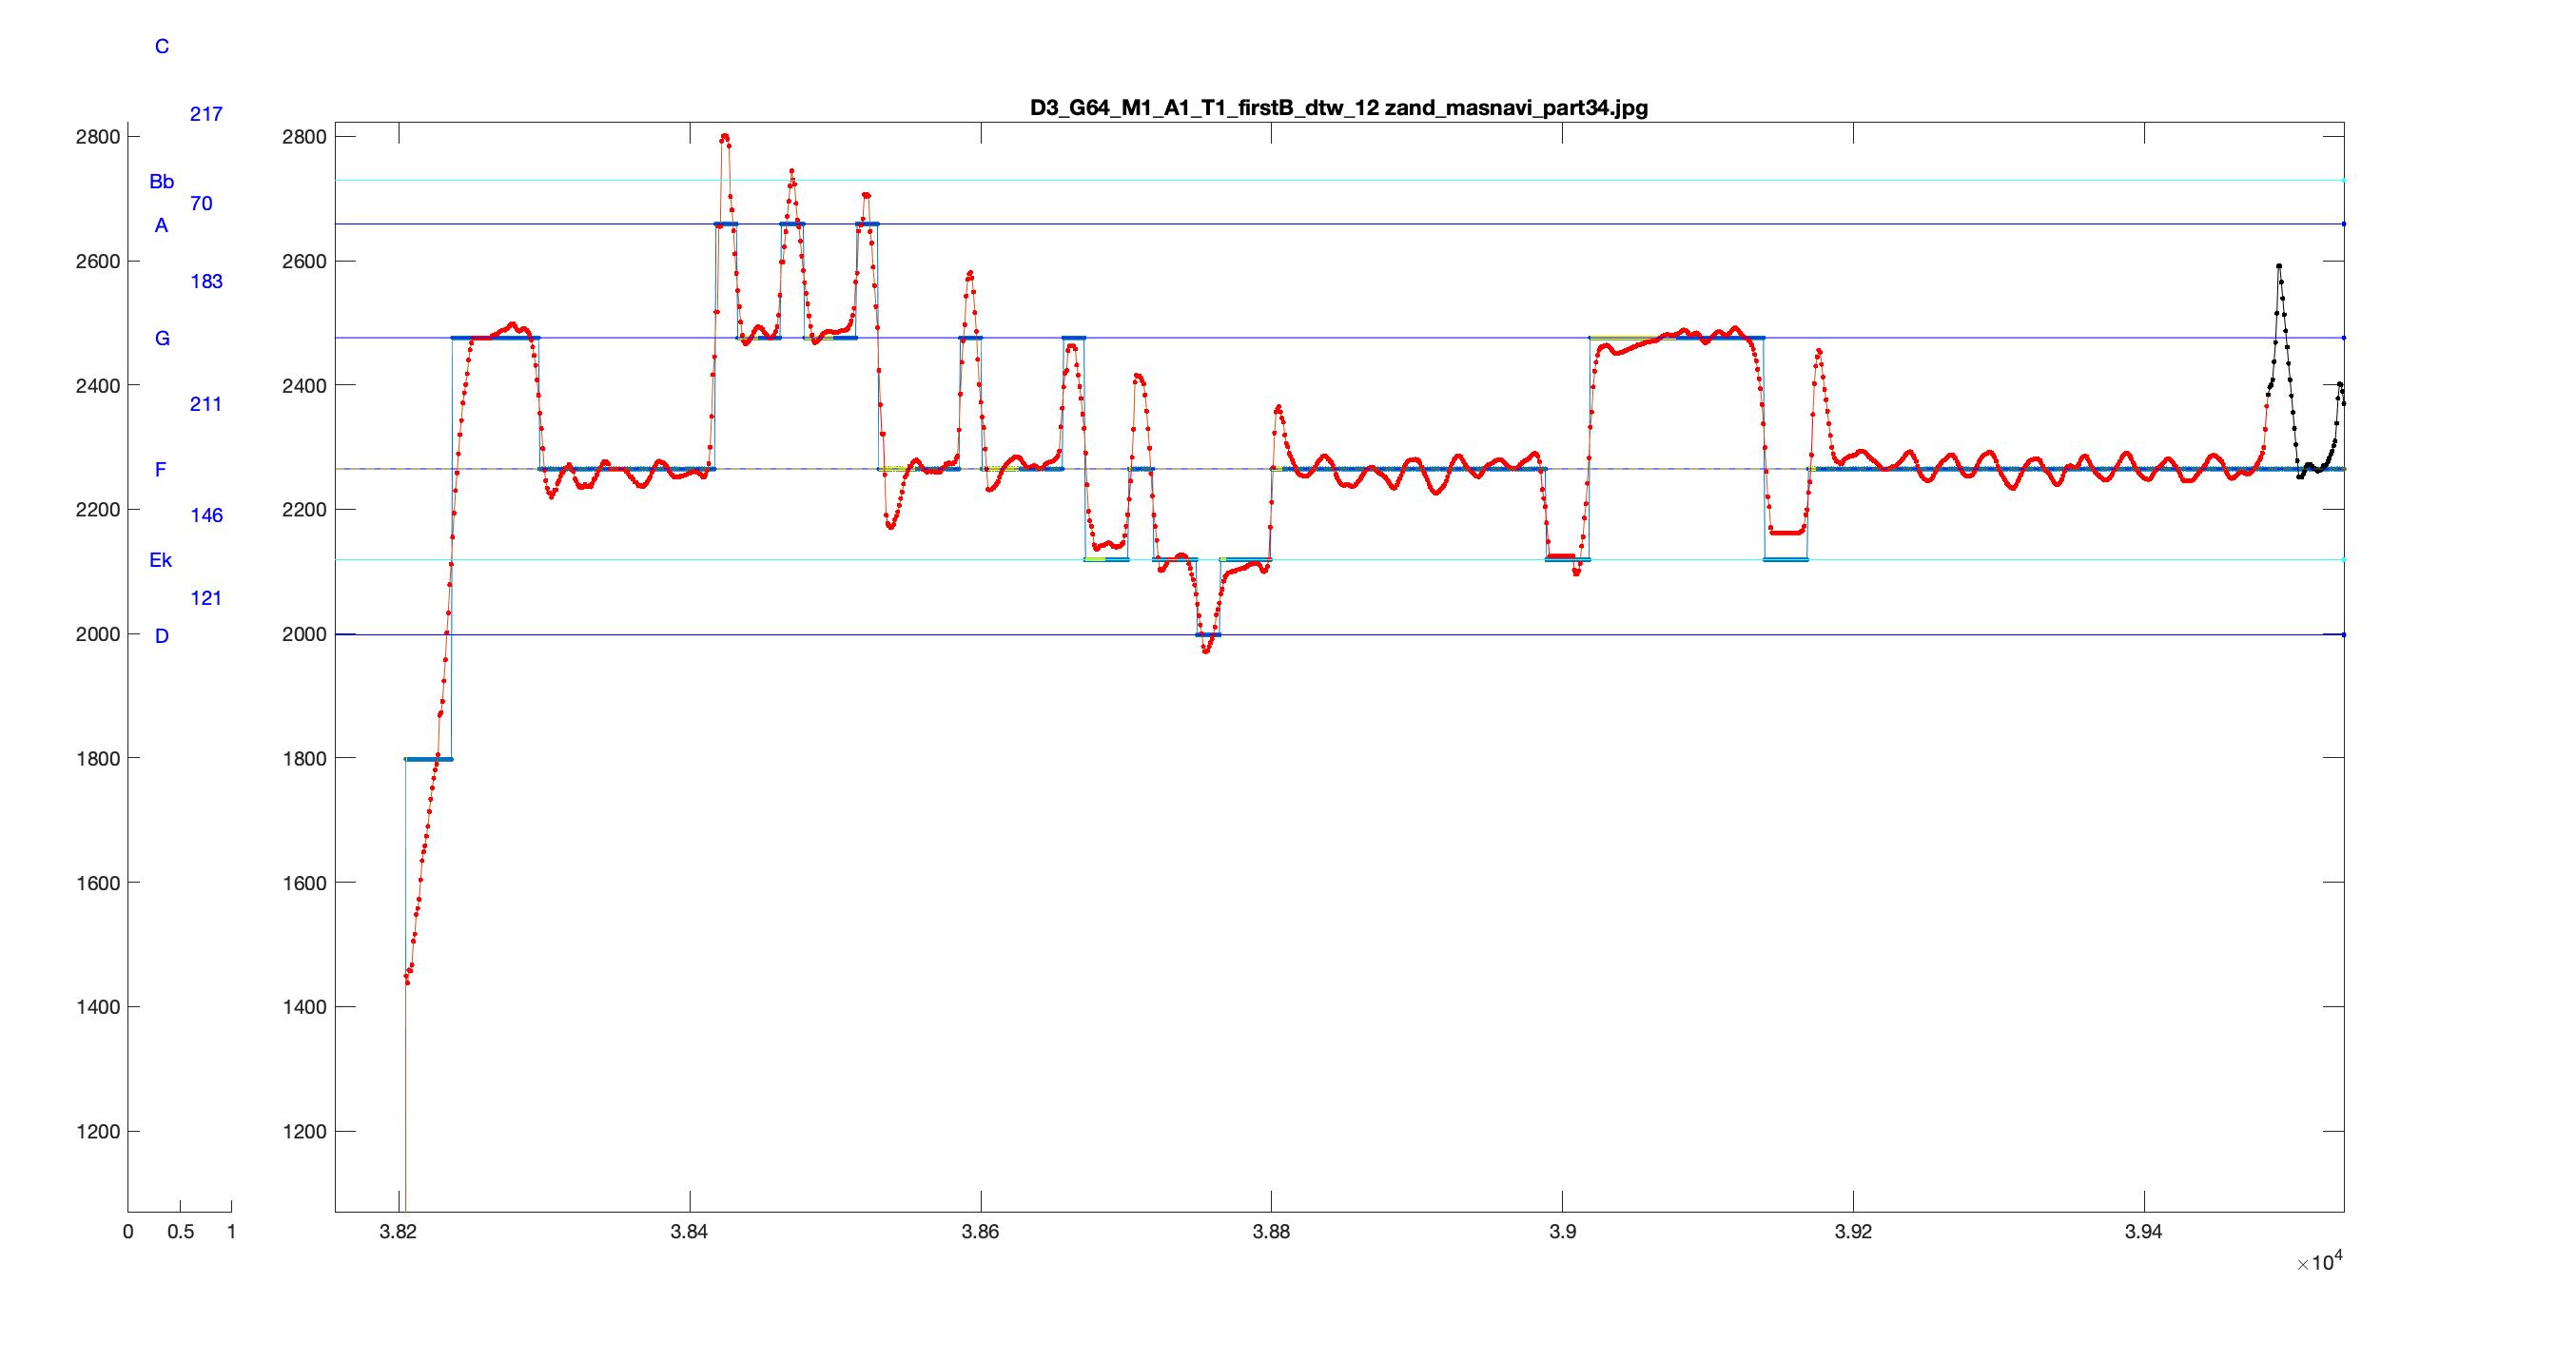 C
217
D3_G64_M1_A1_T1_firstB_dtw_12 zand_masnavi_part34.jpg
2800 2800
Bb
70
A
2600 2600
183
G
2400 2400
211
F
2200 2200
146
Ek
121
2000 D 2000
1800 1800
1600 1600
1400 1400
1200 1200
0 0.5 1 3.82 3.84 3.86 3.88 3.9 3.92 3.94
×10⁴